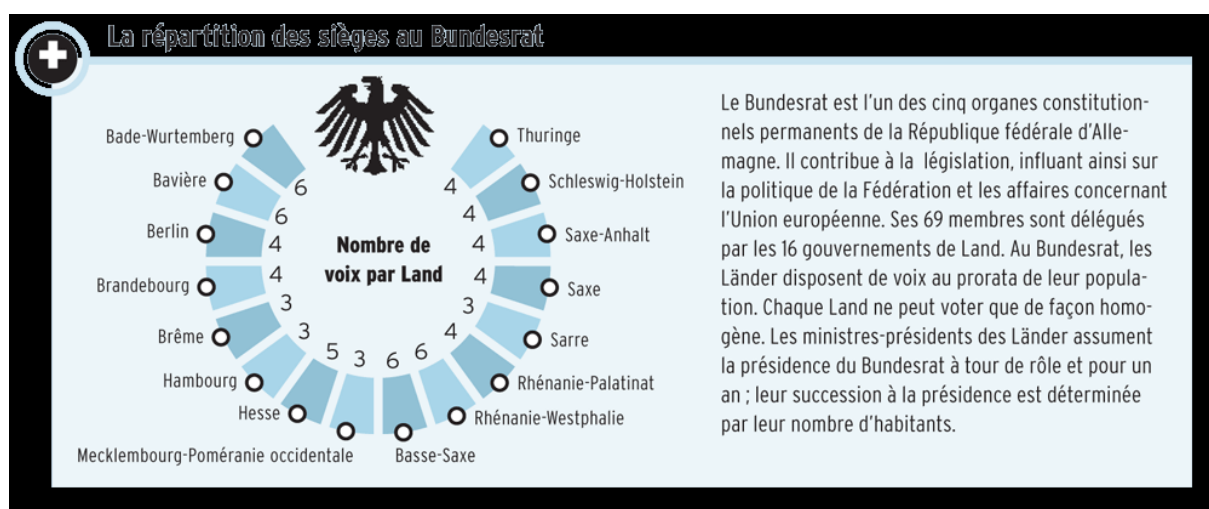 La répartition des sièges au Bundesrat
Bade-Wurtemberg
6
Bavière
6
Berlin
4
Brandebourg
4
Brême
3
Hambourg
3
Hesse
5
Mecklembourg-Poméranie occidentale
3
Basse-Saxe
6
Rhénanie-Westphalie
6
Rhénanie-Palatinat
4
Sarre
3
Saxe
4
Saxe-Anhalt
4
Schleswig-Holstein
4
Thuringe
4
Nombre de
voix par Land
Le Bundesrat est l'un des cinq organes constitution-
nels permanents de la République fédérale d'Alle-
magne. Il contribue à la législation, influant ainsi sur
la politique de la Fédération et les affaires concernant
l'Union européenne. Ses 69 membres sont délégués
par les 16 gouvernements de Land. Au Bundesrat, les
Länder disposent de voix au prorata de leur popula-
tion. Chaque Land ne peut voter que de façon homo-
gène. Les ministres-présidents des Länder assument
la présidence du Bundesrat à tour de rôle et pour un
an ; leur succession à la présidence est déterminée
par leur nombre d'habitants.